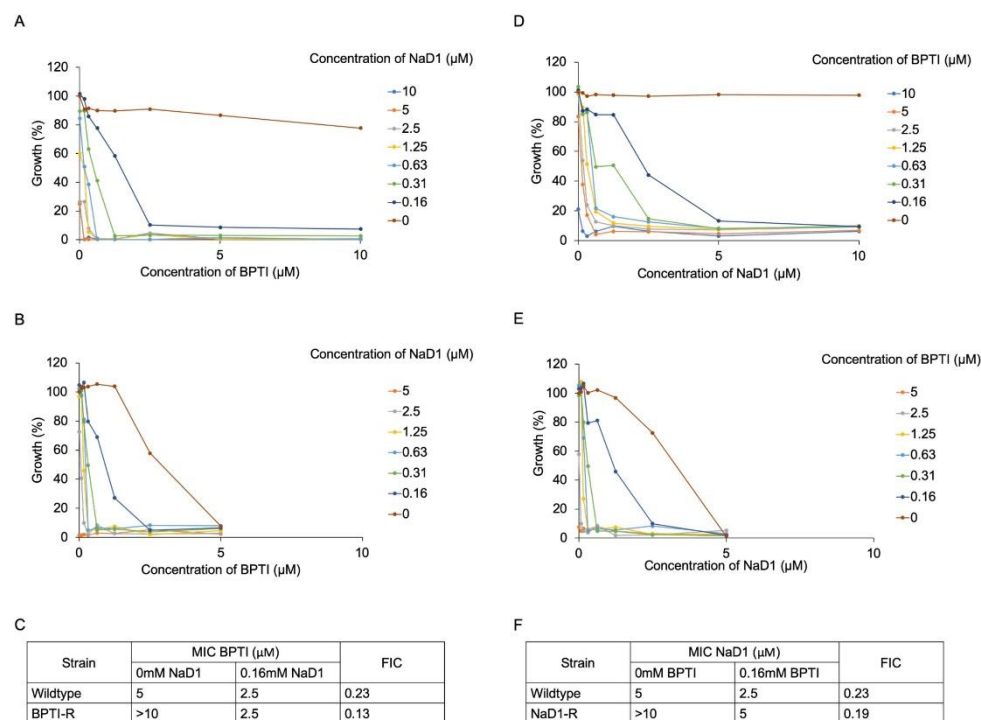 A
Concentration of NaD1 (µM)
120
100
80
60
40
20
0
Growth (%)
0
5
10
Concentration of BPTI (µM)
10
5
2.5
1.25
0.63
0.31
0.16
0
D
Concentration of BPTI (µM)
120
100
80
60
40
20
0
Growth (%)
0
5
10
Concentration of NaD1 (µM)
10
5
2.5
1.25
0.63
0.31
0.16
0
B
Concentration of NaD1 (µM)
120
100
80
60
40
20
0
Growth (%)
0
5
10
Concentration of BPTI (µM)
5
2.5
1.25
0.63
0.31
0.16
0
E
Concentration of BPTI (µM)
120
100
80
60
40
20
0
Growth (%)
0
5
10
Concentration of NaD1 (µM)
5
2.5
1.25
0.63
0.31
0.16
0
C
Strain MIC BPTI (µM) FIC
0mM NaD1 0.16mM NaD1
Wildtype 5 2.5 0.23
BPTI-R >10 2.5 0.13
F
Strain MIC NaD1 (µM) FIC
0mM BPTI 0.16mM BPTI
Wildtype 5 2.5 0.23
NaD1-R >10 5 0.19